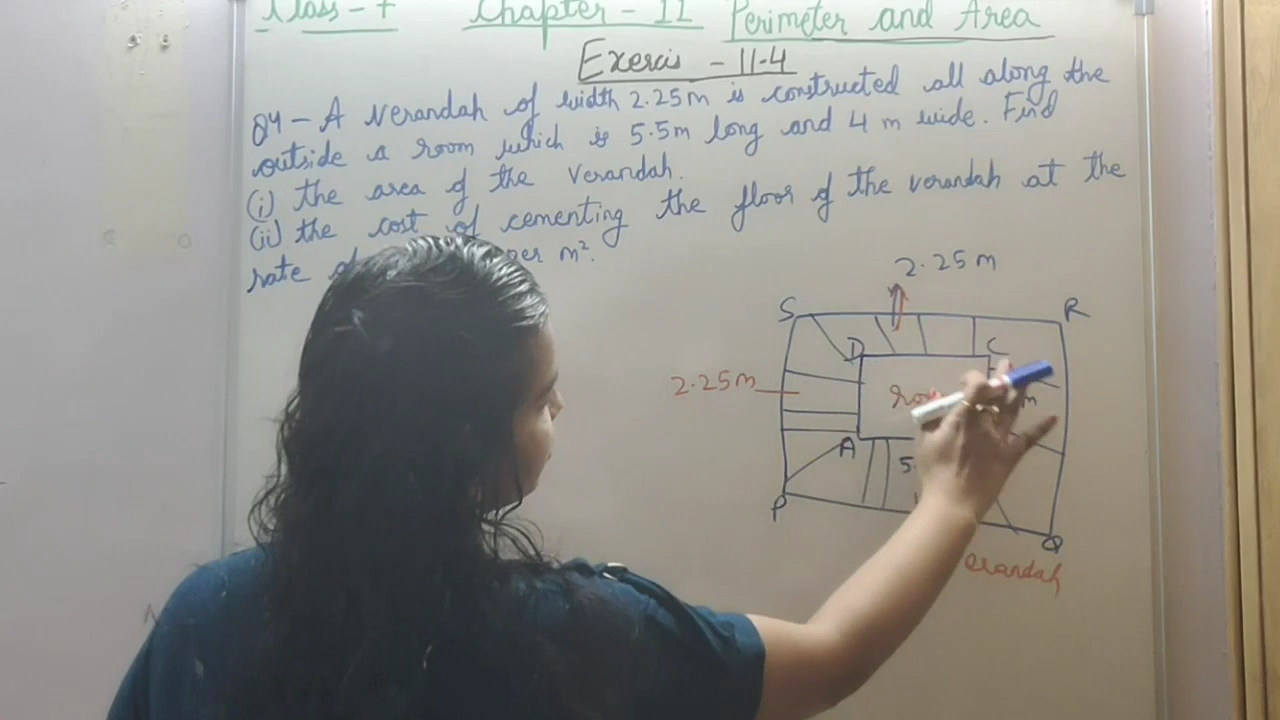 Class - 7 Chapter - 11 Perimeter and Area
Exercis - 11.4
Q4 - A Verandah of width 2.25m is constructed all along the
outside a room which is 5.5m long and 4 m wide. Find
(i) the area of the Verandah.
(ii) the cost of cementing the floor of the verandah at the
rate per m².
2.25 m
S R
D C
2.25m
m
A
5.
P
Q